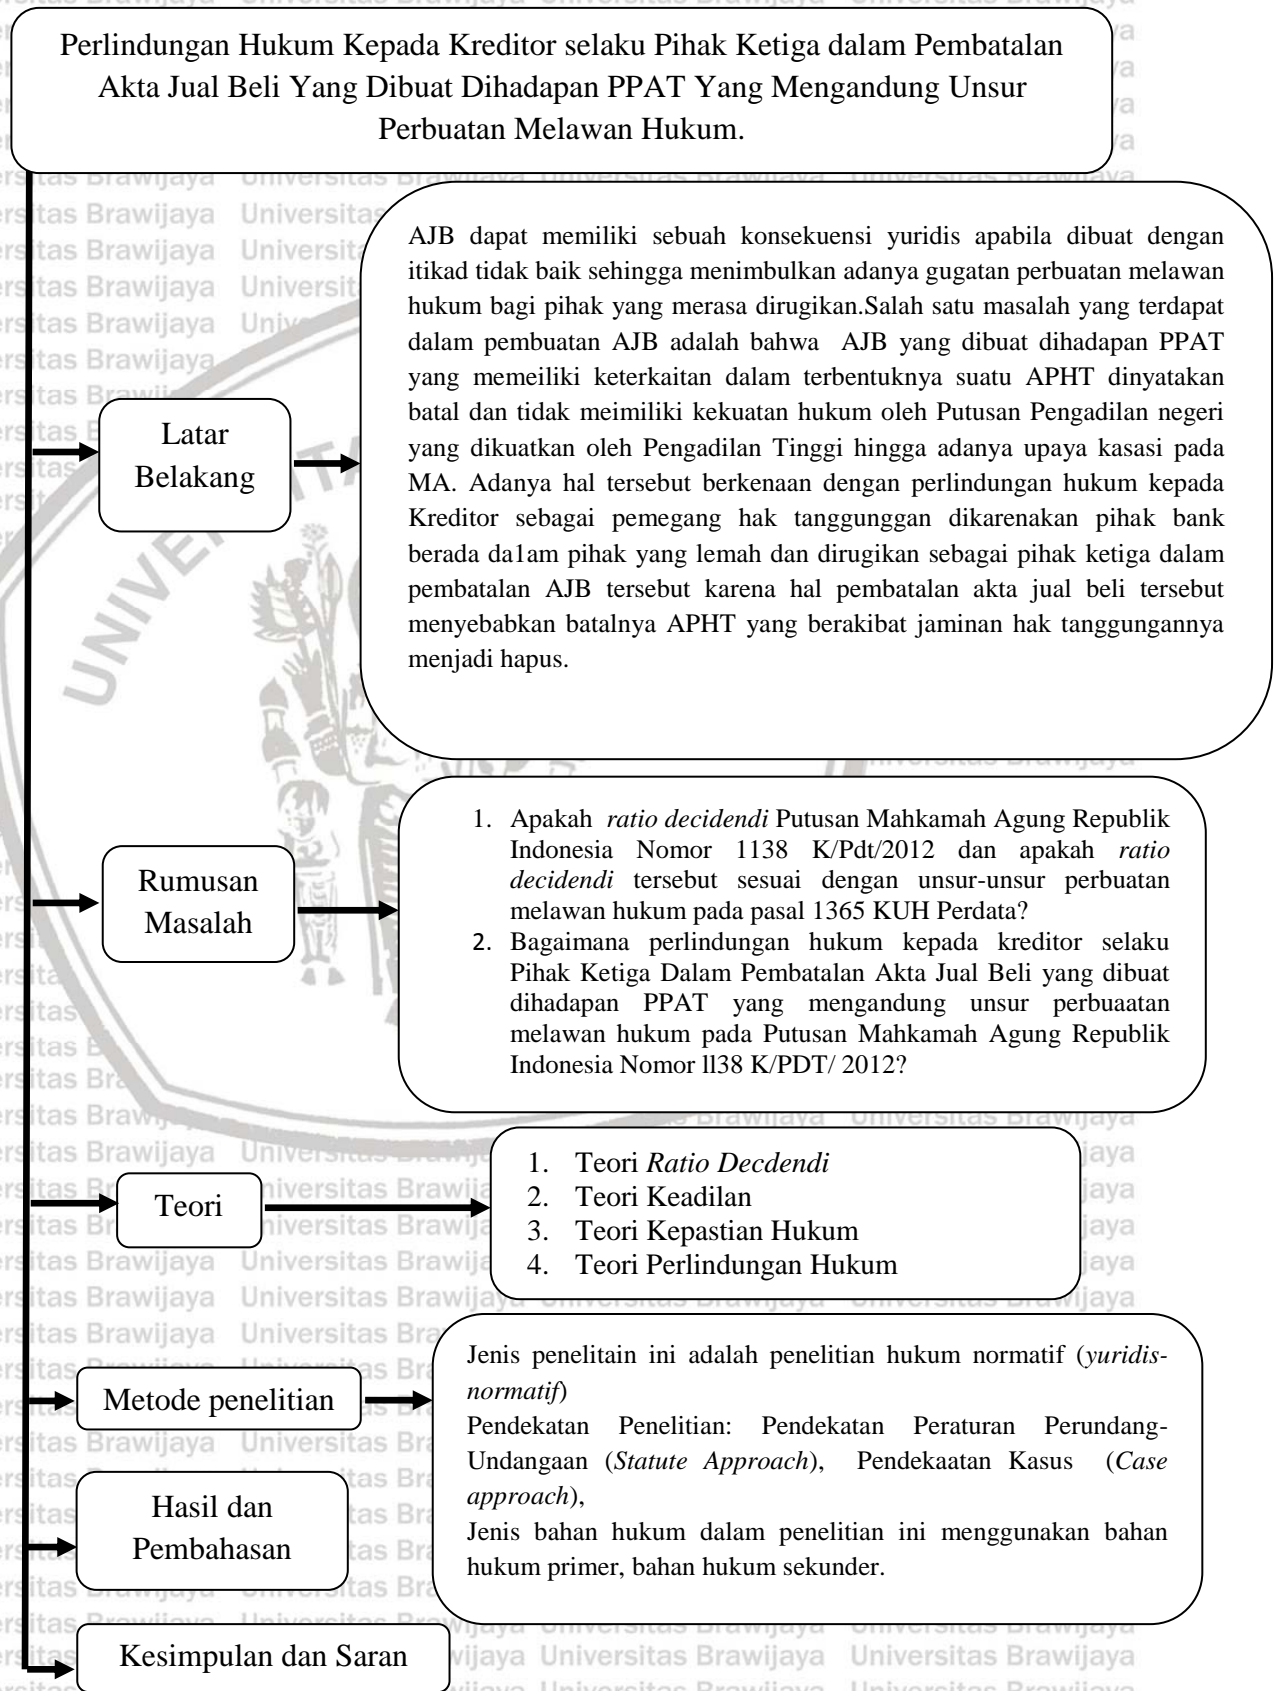 Perlindungan Hukum Kepada Kreditor selaku Pihak Ketiga dalam Pembatalan
Akta Jual Beli Yang Dibuat Dihadapan PPAT Yang Mengandung Unsur
Perbuatan Melawan Hukum.
Latar
Belakang
AJB dapat memiliki sebuah konsekuensi yuridis apabila dibuat dengan
itikad tidak baik sehingga menimbulkan adanya gugatan perbuatan melawan
hukum bagi pihak yang merasa dirugikan.Salah satu masalah yang terdapat
dalam pembuatan AJB adalah bahwa AJB yang dibuat dihadapan PPAT
yang memeiliki keterkaitan dalam terbentuknya suatu APHT dinyatakan
batal dan tidak meimiliki kekuatan hukum oleh Putusan Pengadilan negeri
yang dikuatkan oleh Pengadilan Tinggi hingga adanya upaya kasasi pada
MA. Adanya hal tersebut berkenaan dengan perlindungan hukum kepada
Kreditor sebagai pemegang hak tanggunggan dikarenakan pihak bank
berada da1am pihak yang lemah dan dirugikan sebagai pihak ketiga dalam
pembatalan AJB tersebut karena hal pembatalan akta jual beli tersebut
menyebabkan batalnya APHT yang berakibat jaminan hak tanggungannya
menjadi hapus.
Rumusan
Masalah
1. Apakah ratio decidendi Putusan Mahkamah Agung Republik
Indonesia Nomor 1138 K/Pdt/2012 dan apakah ratio
decidendi tersebut sesuai dengan unsur-unsur perbuatan
melawan hukum pada pasal 1365 KUH Perdata?
2. Bagaimana perlindungan hukum kepada kreditor selaku
Pihak Ketiga Dalam Pembatalan Akta Jual Beli yang dibuat
dihadapan PPAT yang mengandung unsur perbuaatan
melawan hukum pada Putusan Mahkamah Agung Republik
Indonesia Nomor ll38 K/PDT/ 2012?
Teori
1. Teori Ratio Decdendi
2. Teori Keadilan
3. Teori Kepastian Hukum
4. Teori Perlindungan Hukum
Metode penelitian
Jenis penelitain ini adalah penelitian hukum normatif (yuridis-
normatif)
Pendekatan Penelitian: Pendekatan Peraturan Perundang-
Undangaan (Statute Approach), Pendekaatan Kasus (Case
approach),
Jenis bahan hukum dalam penelitian ini menggunakan bahan
hukum primer, bahan hukum sekunder.
Hasil dan
Pembahasan
Kesimpulan dan Saran